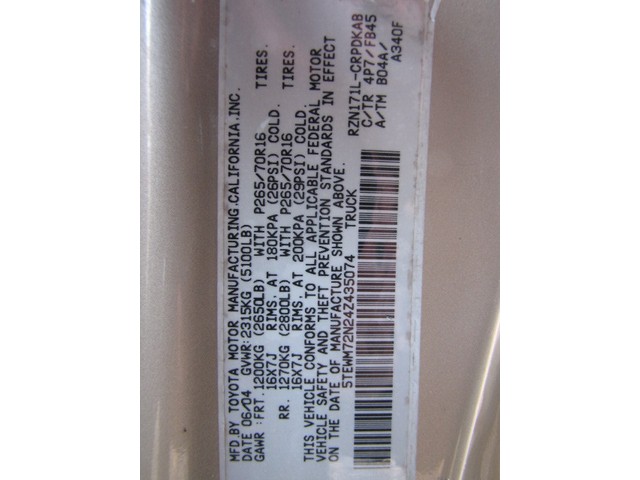 MFD.BY TOYOTA MOTOR MANUFACTURING.CALIFORNIA.INC.
DATE 06/04 GVWR:2315KG(5100LB)
GAWR :FRT.1200KG(2650LB) WITH P265/70R16 TIRES.
16X7J RIMS. AT 180KPA(26PSI) COLD.
RR. 1270KG(2800LB) WITH P265/70R16 TIRES.
16X7J RIMS. AT 200KPA(29PSI) COLD.
THIS VEHICLE CONFORMS TO ALL APPLICABLE FEDERAL MOTOR
VEHICLE SAFETY AND THEFT PREVENTION STANDARDS IN EFFECT
ON THE DATE OF MANUFACTURE SHOWN ABOVE.
5TEWM72N24Z435074 TRUCK
RZN171L-CRPDKAB
C/TR 4P7/FB45
A/TM B04A/
A340F